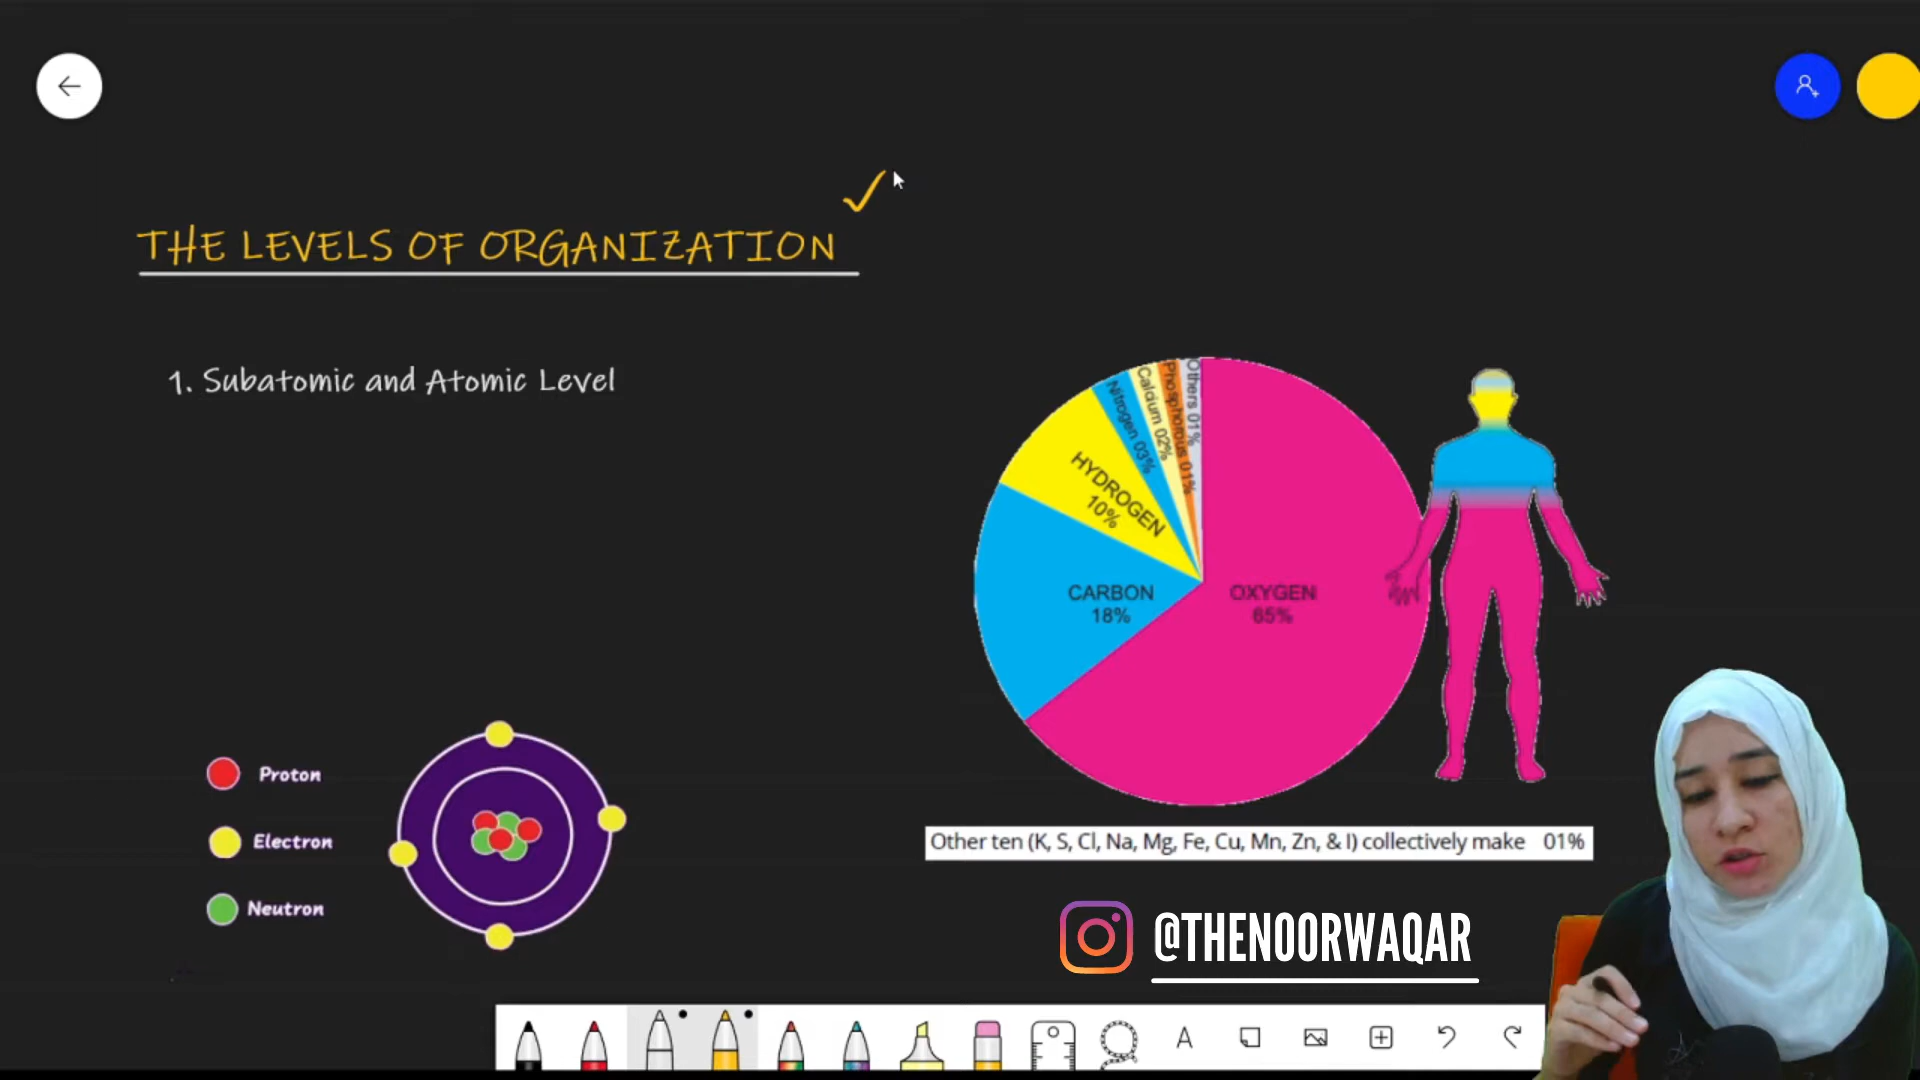 THE LEVELS OF ORGANIZATION
1. Subatomic and Atomic Level
Others 01%
Phosphorous 01%
Calcium 02%
Nitrogen 03%
HYDROGEN
10%
CARBON
18%
OXYGEN
65%
Proton
Electron
Neutron
Other ten (K, S, Cl, Na, Mg, Fe, Cu, Mn, Zn, & I) collectively make 01%
@THENOORWAQAR
A